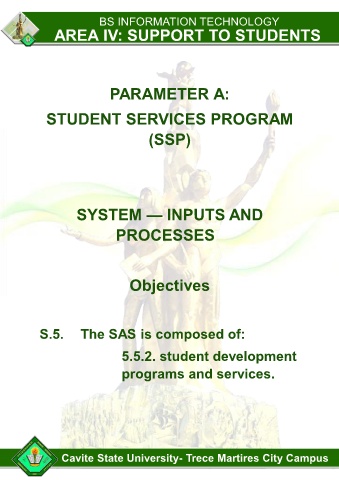 BS INFORMATION TECHNOLOGY
AREA IV: SUPPORT TO STUDENTS
PARAMETER A:
STUDENT SERVICES PROGRAM
(SSP)
SYSTEM — INPUTS AND
PROCESSES
Objectives
S.5. The SAS is composed of:
5.5.2. student development
programs and services.
Cavite State University- Trece Martires City Campus